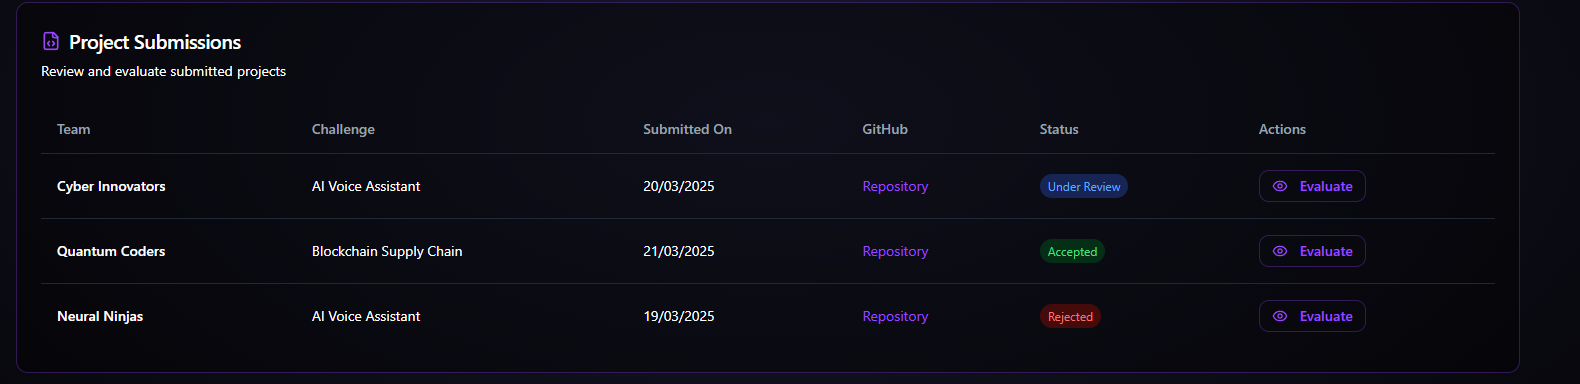 Project Submissions
Review and evaluate submitted projects
Team Challenge Submitted On GitHub Status Actions
Cyber Innovators AI Voice Assistant 20/03/2025 Repository Under Review Evaluate
Quantum Coders Blockchain Supply Chain 21/03/2025 Repository Accepted Evaluate
Neural Ninjas AI Voice Assistant 19/03/2025 Repository Rejected Evaluate